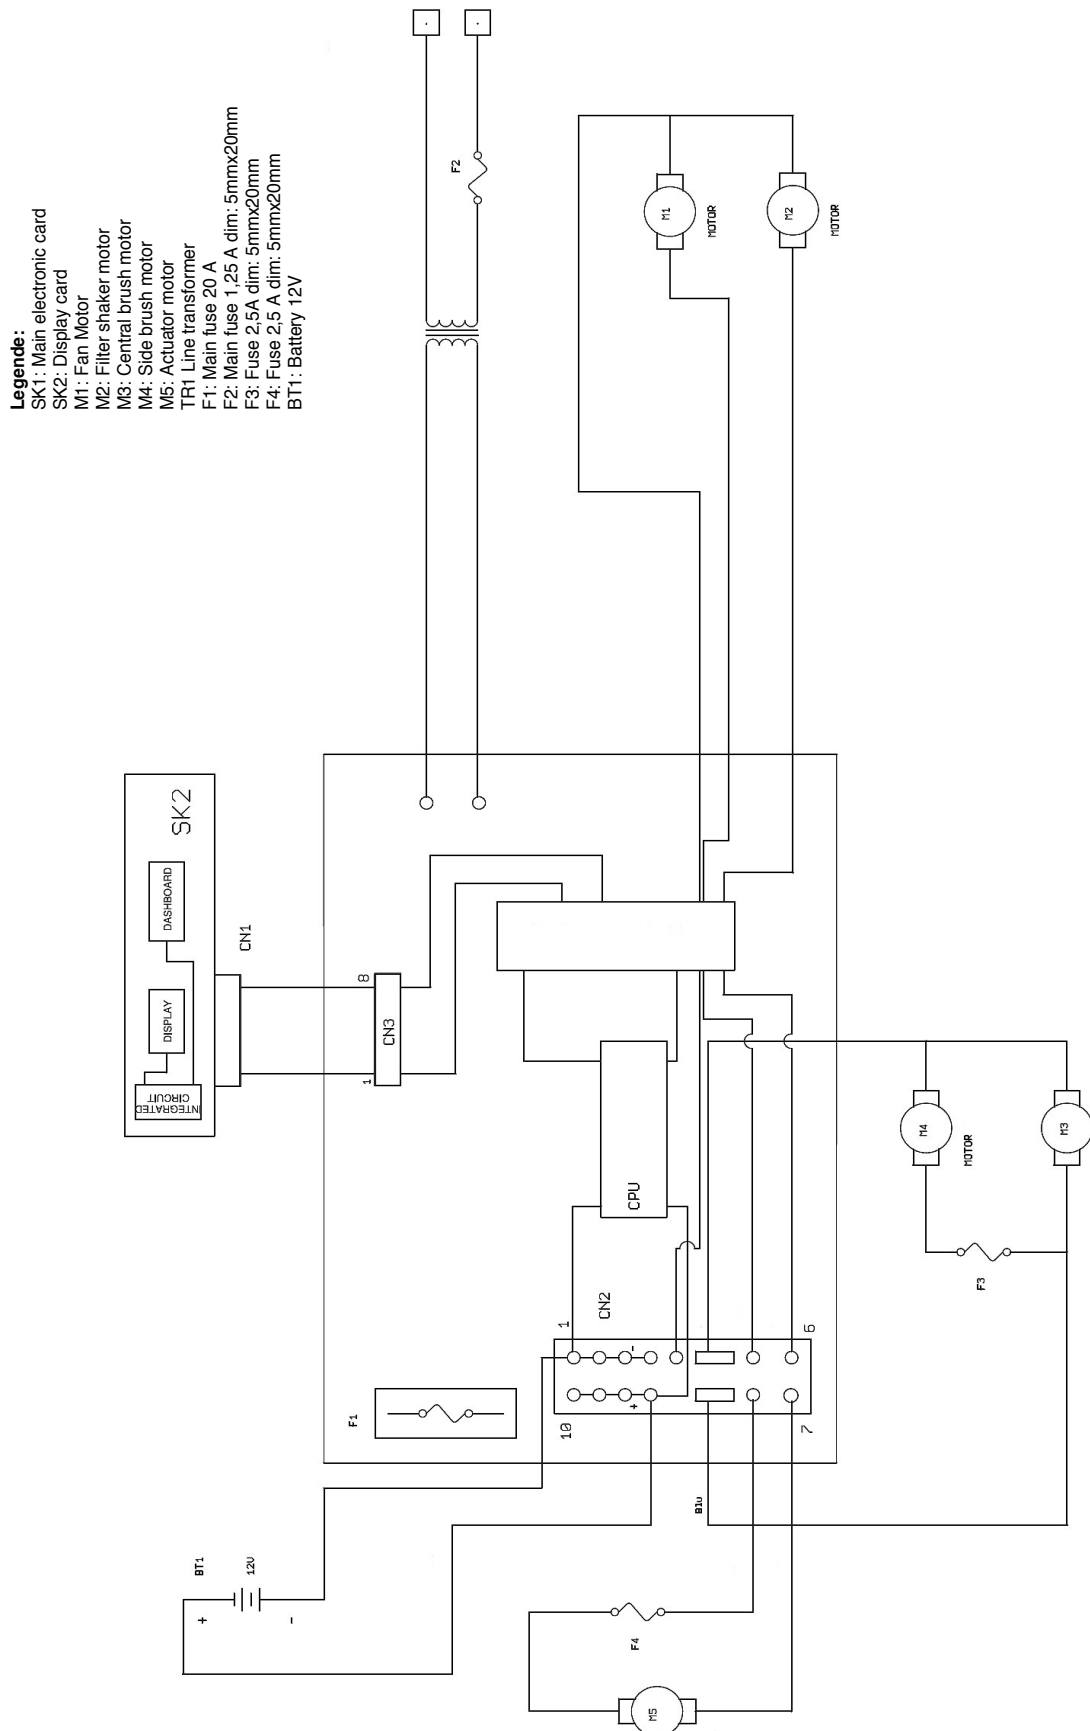 Legende:
SK1: Main electronic card
SK2: Display card
M1: Fan Motor
M2: Filter shaker motor
M3: Central brush motor
M4: Side brush motor
M5: Actuator motor
TR1 Line transformer
F1: Main fuse 20 A
F2: Main fuse 1,25 A dim: 5mmx20mm
F3: Fuse 2,5A dim: 5mmx20mm
F4: Fuse 2,5 A dim: 5mmx20mm
BT1: Battery 12V
F2
M1
MOTOR
M2
MOTOR
SK2
DASHBOARD
DISPLAY
INTEGRATED
CIRCUIT
CN1
8
CN3
1
CPU
CN2
1
6
-
+
10
7
F1
M4
MOTOR
M3
F3
Blu
BT1
12V
+
-
F4
M5